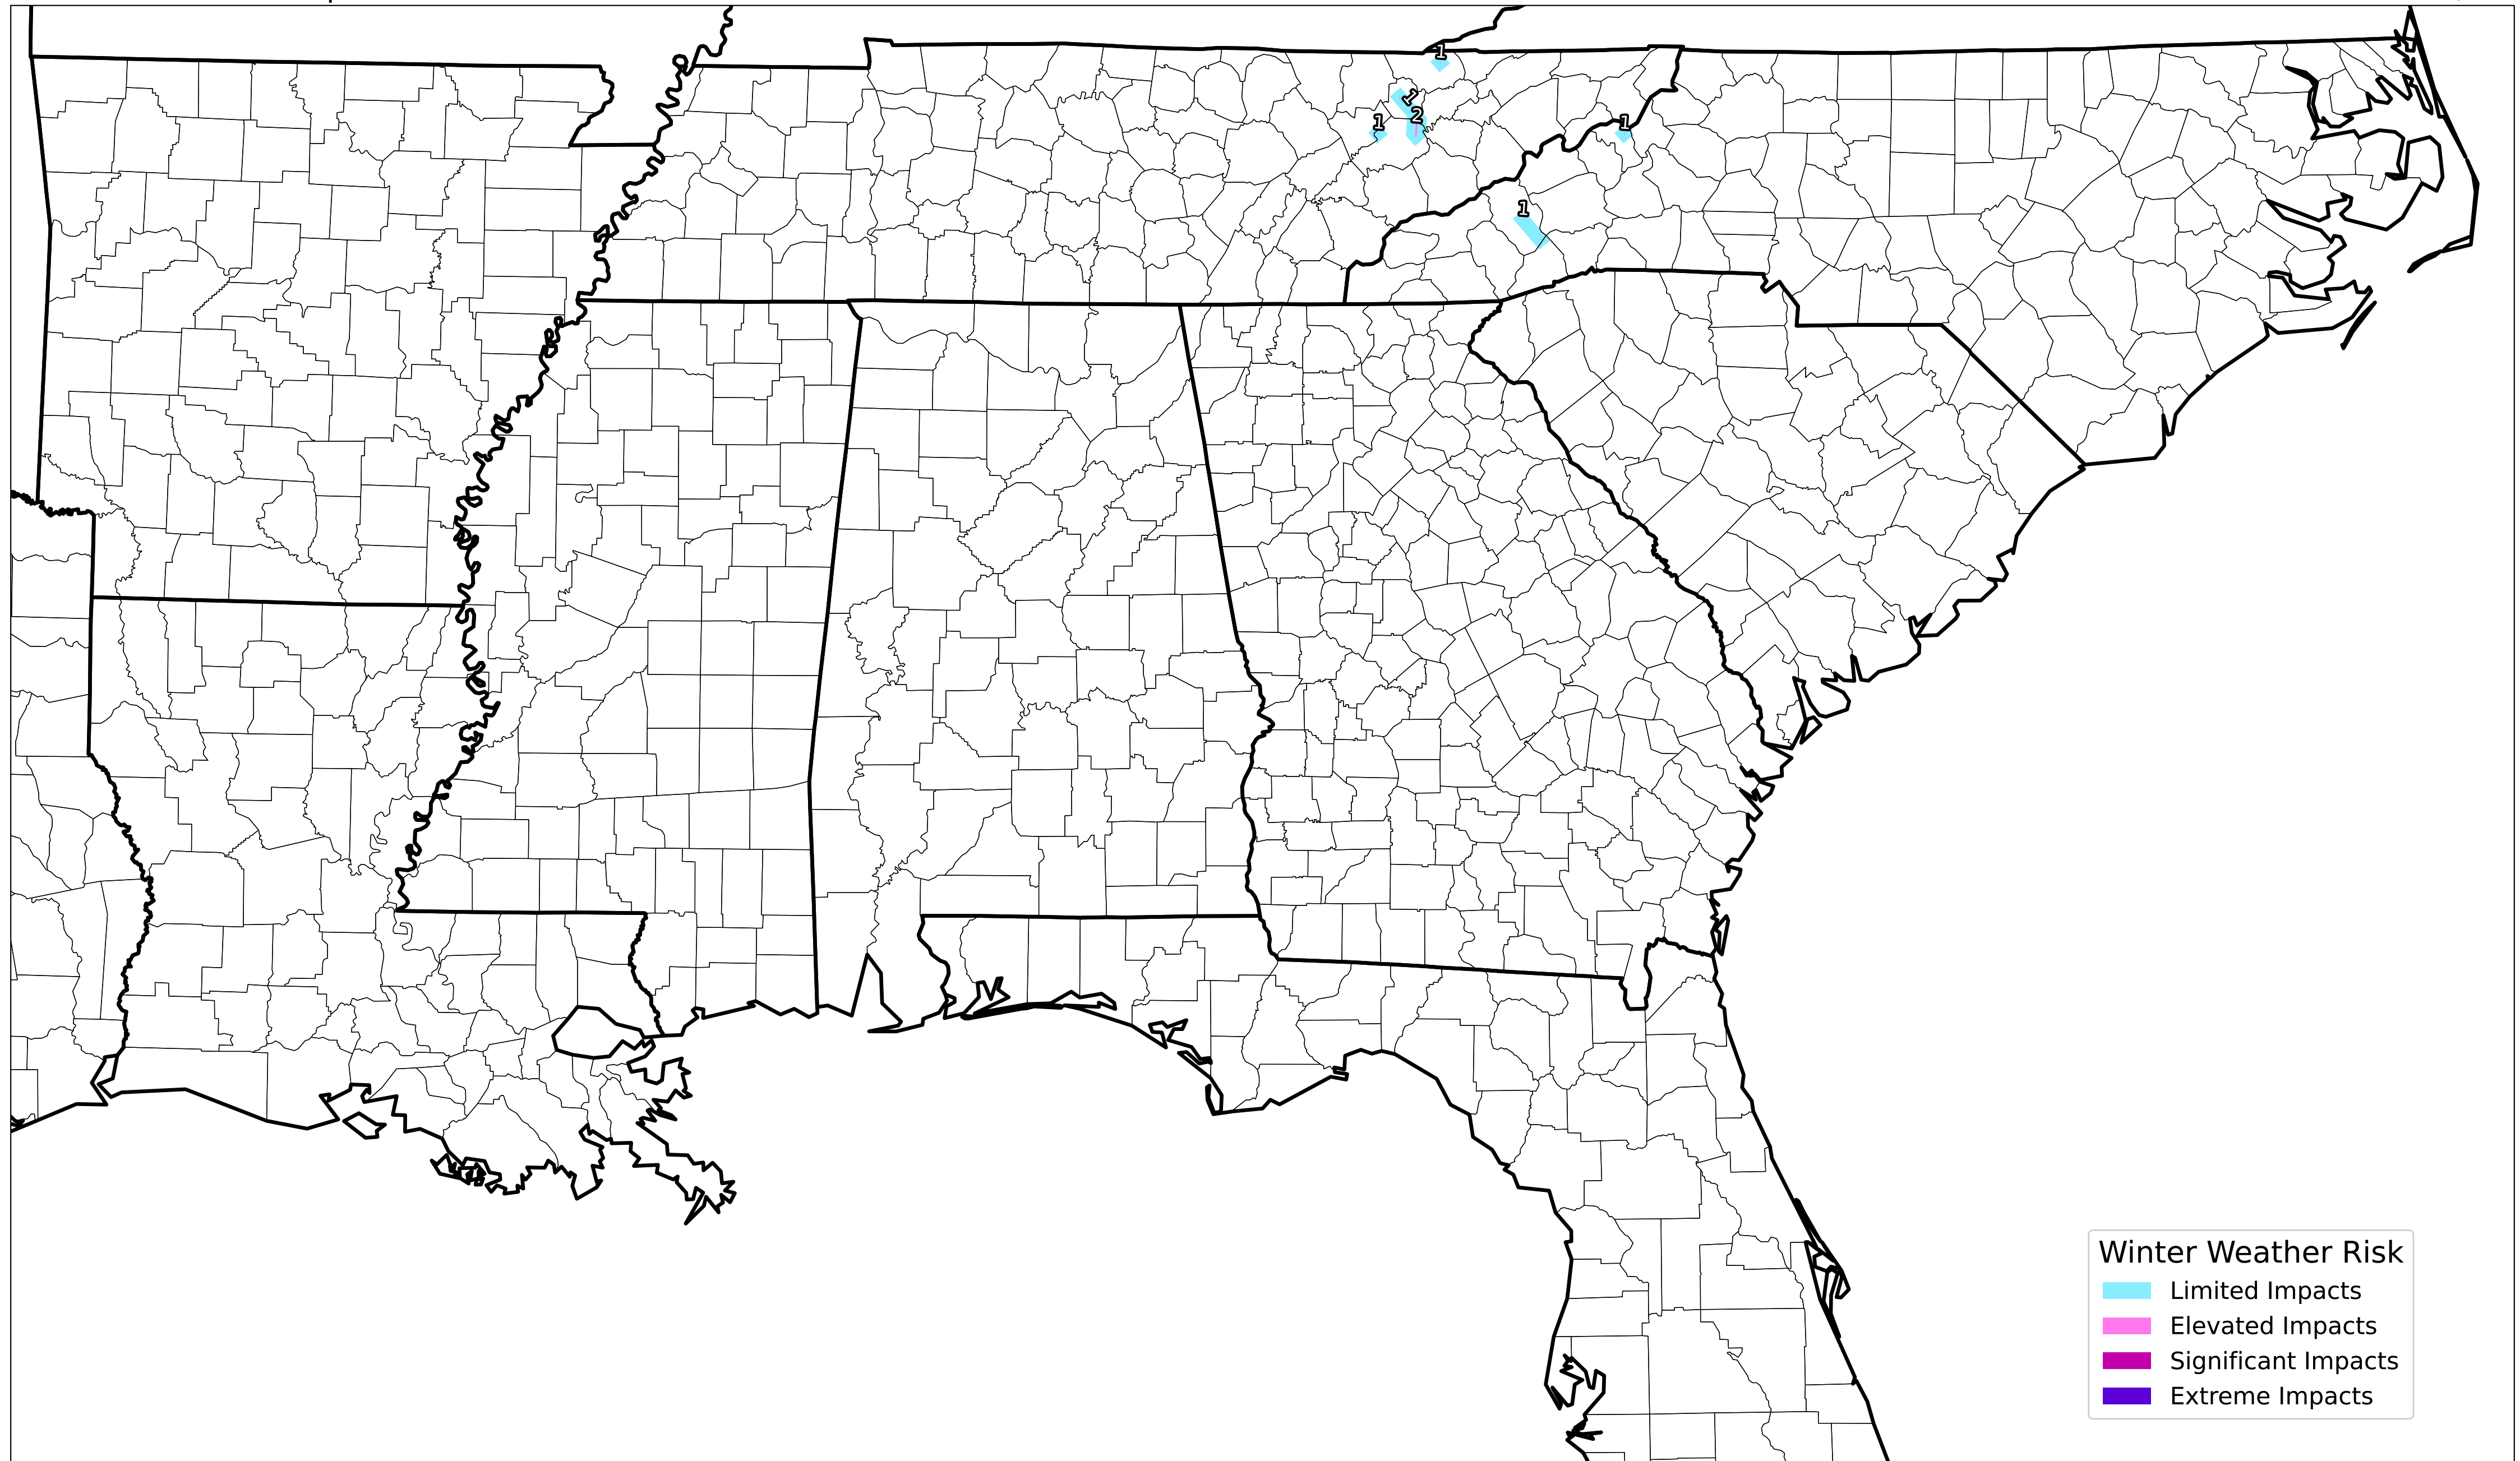 1
1
2
1
1
1
Winter Weather Risk
Limited Impacts
Elevated Impacts
Significant Impacts
Extreme Impacts